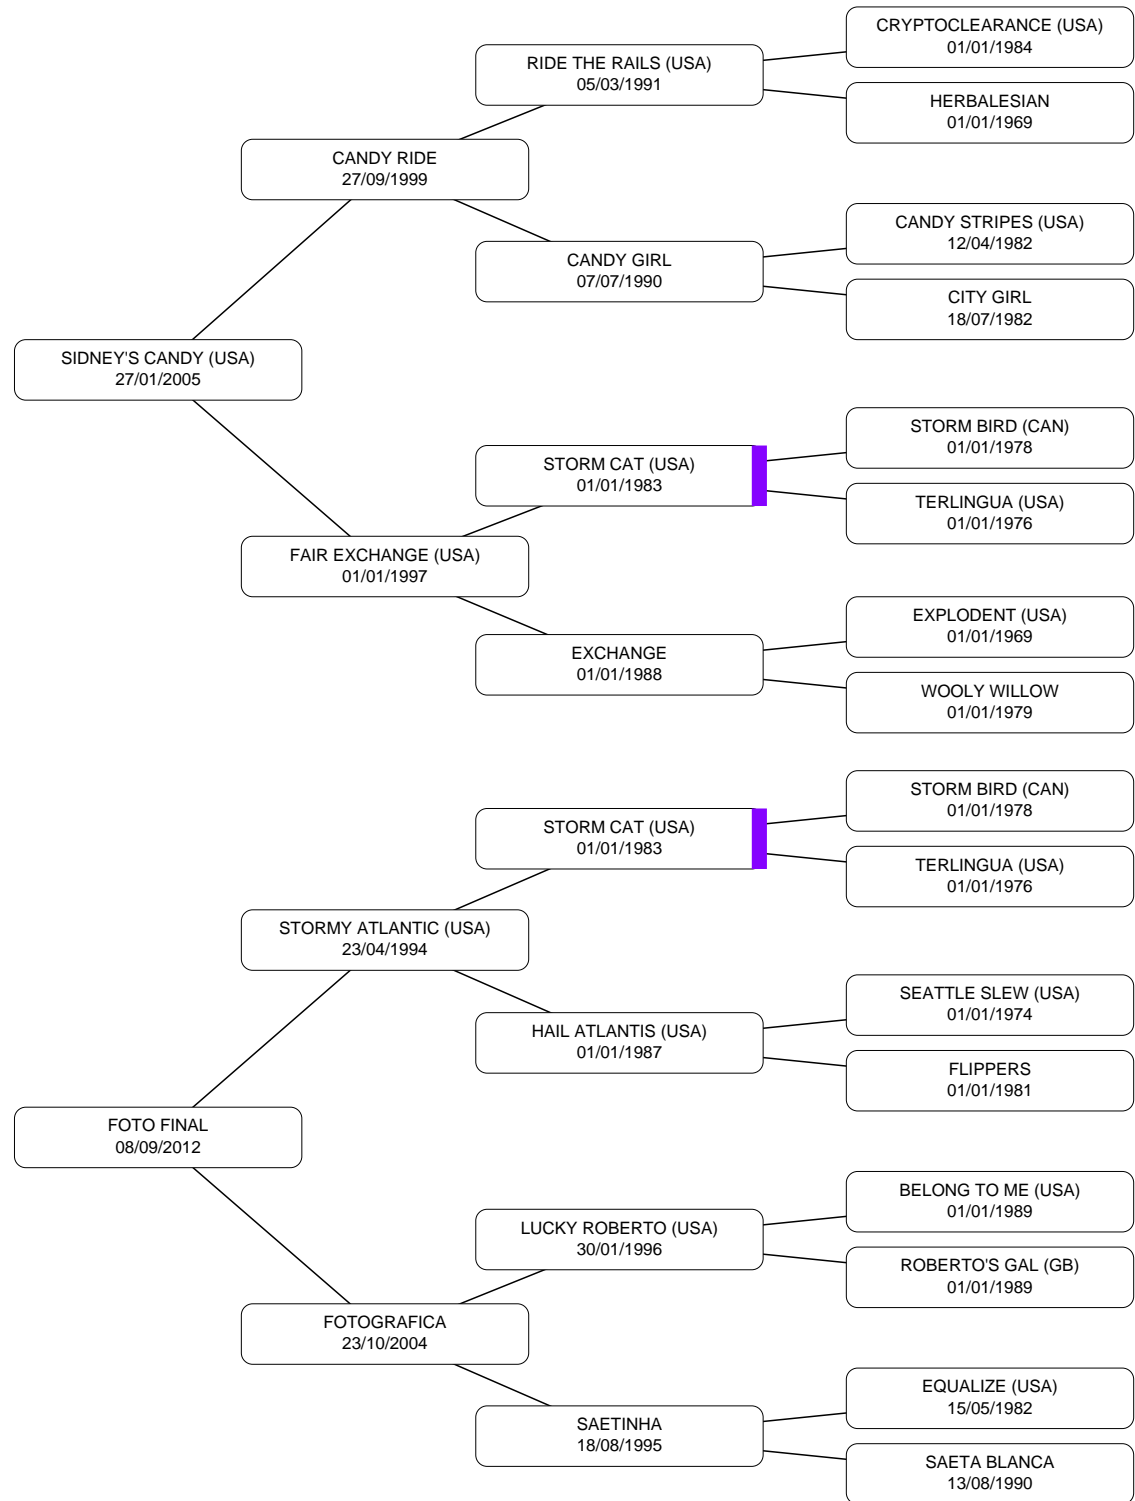 CRYPTOCLEARANCE (USA)
01/01/1984
RIDE THE RAILS (USA)
05/03/1991
HERBALESIAN
01/01/1969
CANDY RIDE
27/09/1999
CANDY STRIPES (USA)
12/04/1982
CANDY GIRL
07/07/1990
CITY GIRL
18/07/1982
SIDNEY'S CANDY (USA)
27/01/2005
STORM BIRD (CAN)
01/01/1978
STORM CAT (USA)
01/01/1983
TERLINGUA (USA)
01/01/1976
FAIR EXCHANGE (USA)
01/01/1997
EXPLODENT (USA)
01/01/1969
EXCHANGE
01/01/1988
WOOLY WILLOW
01/01/1979
STORM BIRD (CAN)
01/01/1978
STORM CAT (USA)
01/01/1983
TERLINGUA (USA)
01/01/1976
STORMY ATLANTIC (USA)
23/04/1994
SEATTLE SLEW (USA)
01/01/1974
HAIL ATLANTIS (USA)
01/01/1987
FLIPPERS
01/01/1981
FOTO FINAL
08/09/2012
BELONG TO ME (USA)
01/01/1989
LUCKY ROBERTO (USA)
30/01/1996
ROBERTO'S GAL (GB)
01/01/1989
FOTOGRAFICA
23/10/2004
EQUALIZE (USA)
15/05/1982
SAETINHA
18/08/1995
SAETA BLANCA
13/08/1990